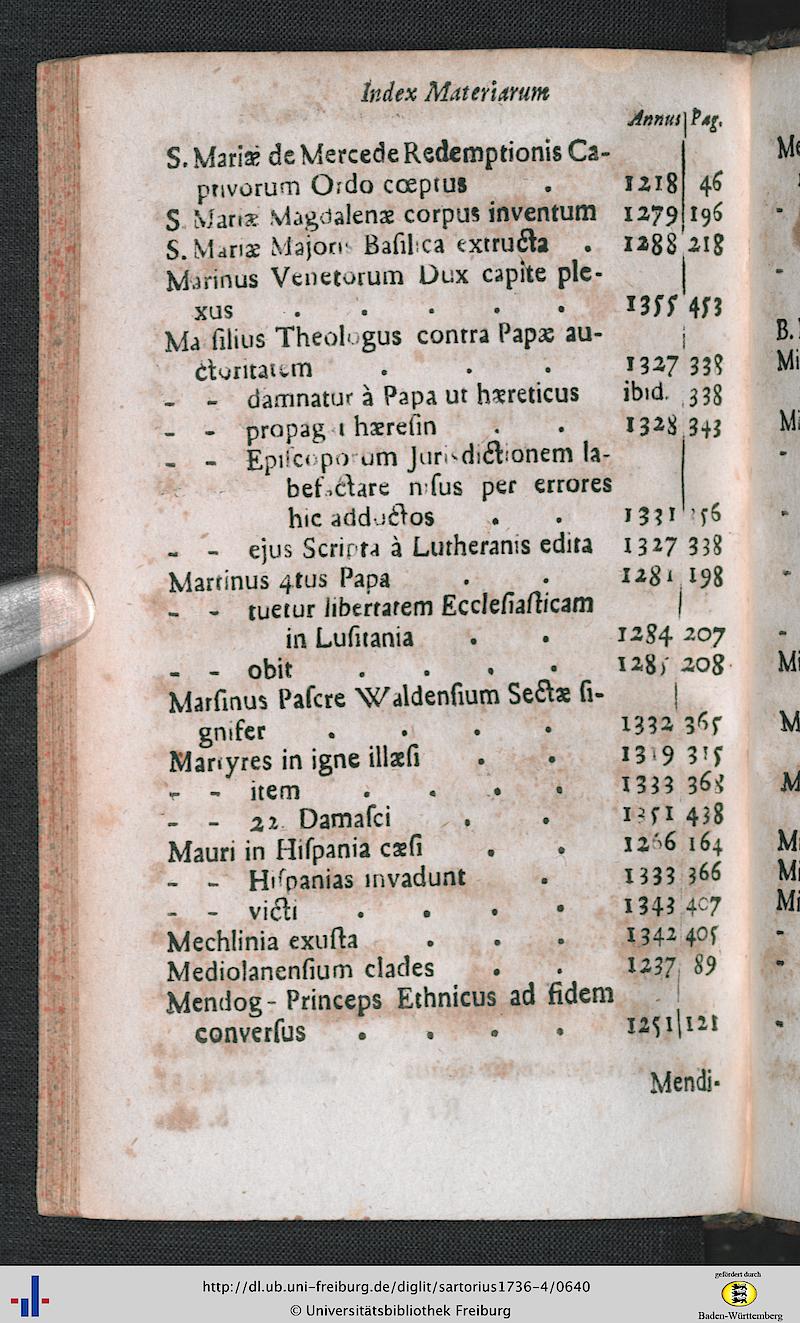 Index Materiarum
Annus Pag.
S. Mariæ de Mercede Redemptionis Ca-
ptivorum Ordo cœptus . 1218 46
S. Mariæ Magdalenæ corpus inventum 1279 196
S. Mariæ Majoris Baſilica extructa . 1288 218
Marinus Venetorum Dux capite ple-
xus . . . . . 1355 453
Maſilius Theologus contra Papæ au-
ctoritatem . . . 1327 338
- - damnatur à Papa ut hæreticus ibid. 338
- - propagat hæreſin . . 1328 343
- - Epiſcoporum Jurisdictionem la-
befactare niſus per errores
hic adductos . . 1331 356
- - ejus Scripta à Lutheranis edita 1327 338
Martinus 4tus Papa . . 1281 198
- - tuetur libertatem Eccleſiaſticam
in Luſitania . . 1284 207
- - obit . . . . 1285 208
Marſinus Paſcre Waldenſium Sectæ ſi-
gnifer . . . . 1332 365
Martyres in igne illæſi . . 1319 315
- - item . . . . 1333 368
- - 22. Damaſci . . 1351 438
Mauri in Hiſpania cæſi . . 1266 164
- - Hiſpanias invadunt . 1333 366
- - victi . . . . 1343 407
Mechlinia exuſta . . . 1342 405
Mediolanenſium clades . . 1237 89
Mendog- Princeps Ethnicus ad fidem
converſus . . . . 1251 121
Mendi-
Me
B.
Mi
Mi
Mi
M
M
M
Mi
Mi
http://dl.ub.uni-freiburg.de/diglit/sartorius1736-4/0640
© Universitätsbibliothek Freiburg
gefördert durch
Baden-Württemberg